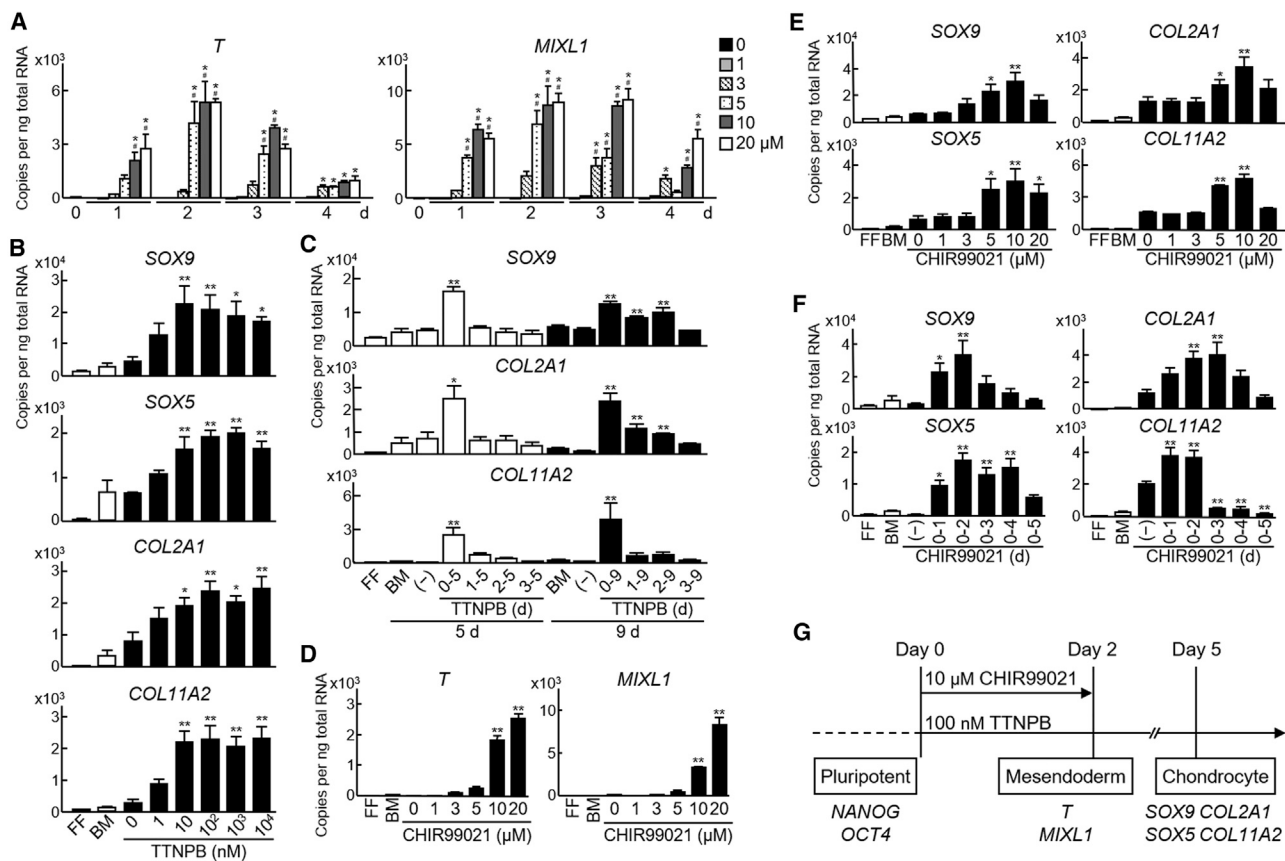 A
T
MIXL1
Copies per ng total RNA
x10³
6
3
0
x10³
10
5
0
0 1 2 3 4 d
0 1 2 3 4 d
0
1
3
5
10
20 µM
B
Copies per ng total RNA
SOX9
x10⁴
3
2
1
0
SOX5
x10³
2
1
0
COL2A1
x10³
3
2
1
0
COL11A2
x10³
3
2
1
0
FF BM 0 1 10 10² 10³ 10⁴
TTNPB (nM)
C
Copies per ng total RNA
SOX9
x10⁴
2
1
0
COL2A1
x10³
3
2
1
0
COL11A2
x10³
6
3
0
FF BM (−) 0-5 1-5 2-5 3-5 BM (−) 0-9 1-9 2-9 3-9
TTNPB (d) TTNPB (d)
5 d 9 d
D
Copies per ng total RNA
T
x10³
3
2
1
0
MIXL1
x10³
10
5
0
FF BM 0 1 3 5 10 20
CHIR99021 (µM)
FF BM 0 1 3 5 10 20
CHIR99021 (µM)
E
Copies per ng total RNA
SOX9
x10⁴
6
4
2
0
COL2A1
x10³
4
2
0
SOX5
x10³
4
2
0
COL11A2
x10³
6
3
0
FF BM 0 1 3 5 10 20
CHIR99021 (µM)
FF BM 0 1 3 5 10 20
CHIR99021 (µM)
F
Copies per ng total RNA
SOX9
x10⁴
4
2
0
COL2A1
x10³
4
2
0
SOX5
x10³
2
1
0
COL11A2
x10³
4
2
0
FF BM (−) 0-1 0-2 0-3 0-4 0-5
CHIR99021 (d)
FF BM (−) 0-1 0-2 0-3 0-4 0-5
CHIR99021 (d)
G
Day 0 Day 2 Day 5
10 µM CHIR99021
100 nM TTNPB
Pluripotent Mesendoderm Chondrocyte
NANOG T SOX9 COL2A1
OCT4 MIXL1 SOX5 COL11A2